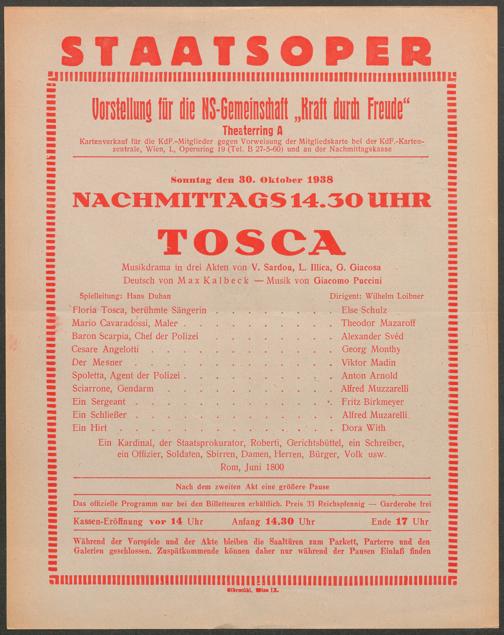 STAATSOPER
Vorstellung für die NS-Gemeinschaft „Kraft durch Freude“
Theaterring A
Kartenverkauf für die KdF.-Mitglieder gegen Vorweisung der Mitgliedskarte bei der KdF.-Karten-
zentrale, Wien, I., Opernring 19 (Tel. B 27-5-60) und an der Nachmittagskasse
Sonntag den 30. Oktober 1938
NACHMITTAGS 14.30 UHR
TOSCA
Musikdrama in drei Akten von V. Sardou, L. Illica, G. Giacosa
Deutsch von Max Kalbeck — Musik von Giacomo Puccini
Spielleitung: Hans Duhan Dirigent: Wilhelm Loibner
Floria Tosca, berühmte Sängerin . . . . . . . . Else Schulz
Mario Cavaradossi, Maler . . . . . . . . . Theodor Mazaroff
Baron Scarpia, Chef der Polizei . . . . . . . . Alexander Svéd
Cesare Angelotti . . . . . . . . . . . Georg Monthy
Der Mesner . . . . . . . . . . . . Viktor Madin
Spoletta, Agent der Polizei . . . . . . . . . Anton Arnold
Sciarrone, Gendarm . . . . . . . . . . Alfred Muzzarelli
Ein Sergeant . . . . . . . . . . . . Fritz Birkmeyer
Ein Schließer . . . . . . . . . . . . Alfred Muzarelli
Ein Hirt . . . . . . . . . . . . . Dora With
Ein Kardinal, der Staatsprokurator, Roberti, Gerichtsbüttel, ein Schreiber,
ein Offizier, Soldaten, Sbirren, Damen, Herren, Bürger, Volk usw.
Rom, Juni 1800
Nach dem zweiten Akt eine größere Pause
Das offizielle Programm nur bei den Billetteuren erhältlich. Preis 33 Reichspfennig — Garderobe frei
Kassen-Eröffnung vor 14 Uhr Anfang 14.30 Uhr Ende 17 Uhr
Während der Vorspiele und der Akte bleiben die Saaltüren zum Parkett, Parterre und den
Galerien geschlossen. Zuspätkommende können daher nur während der Pausen Einlaß finden
Elbemühl, Wien IX.